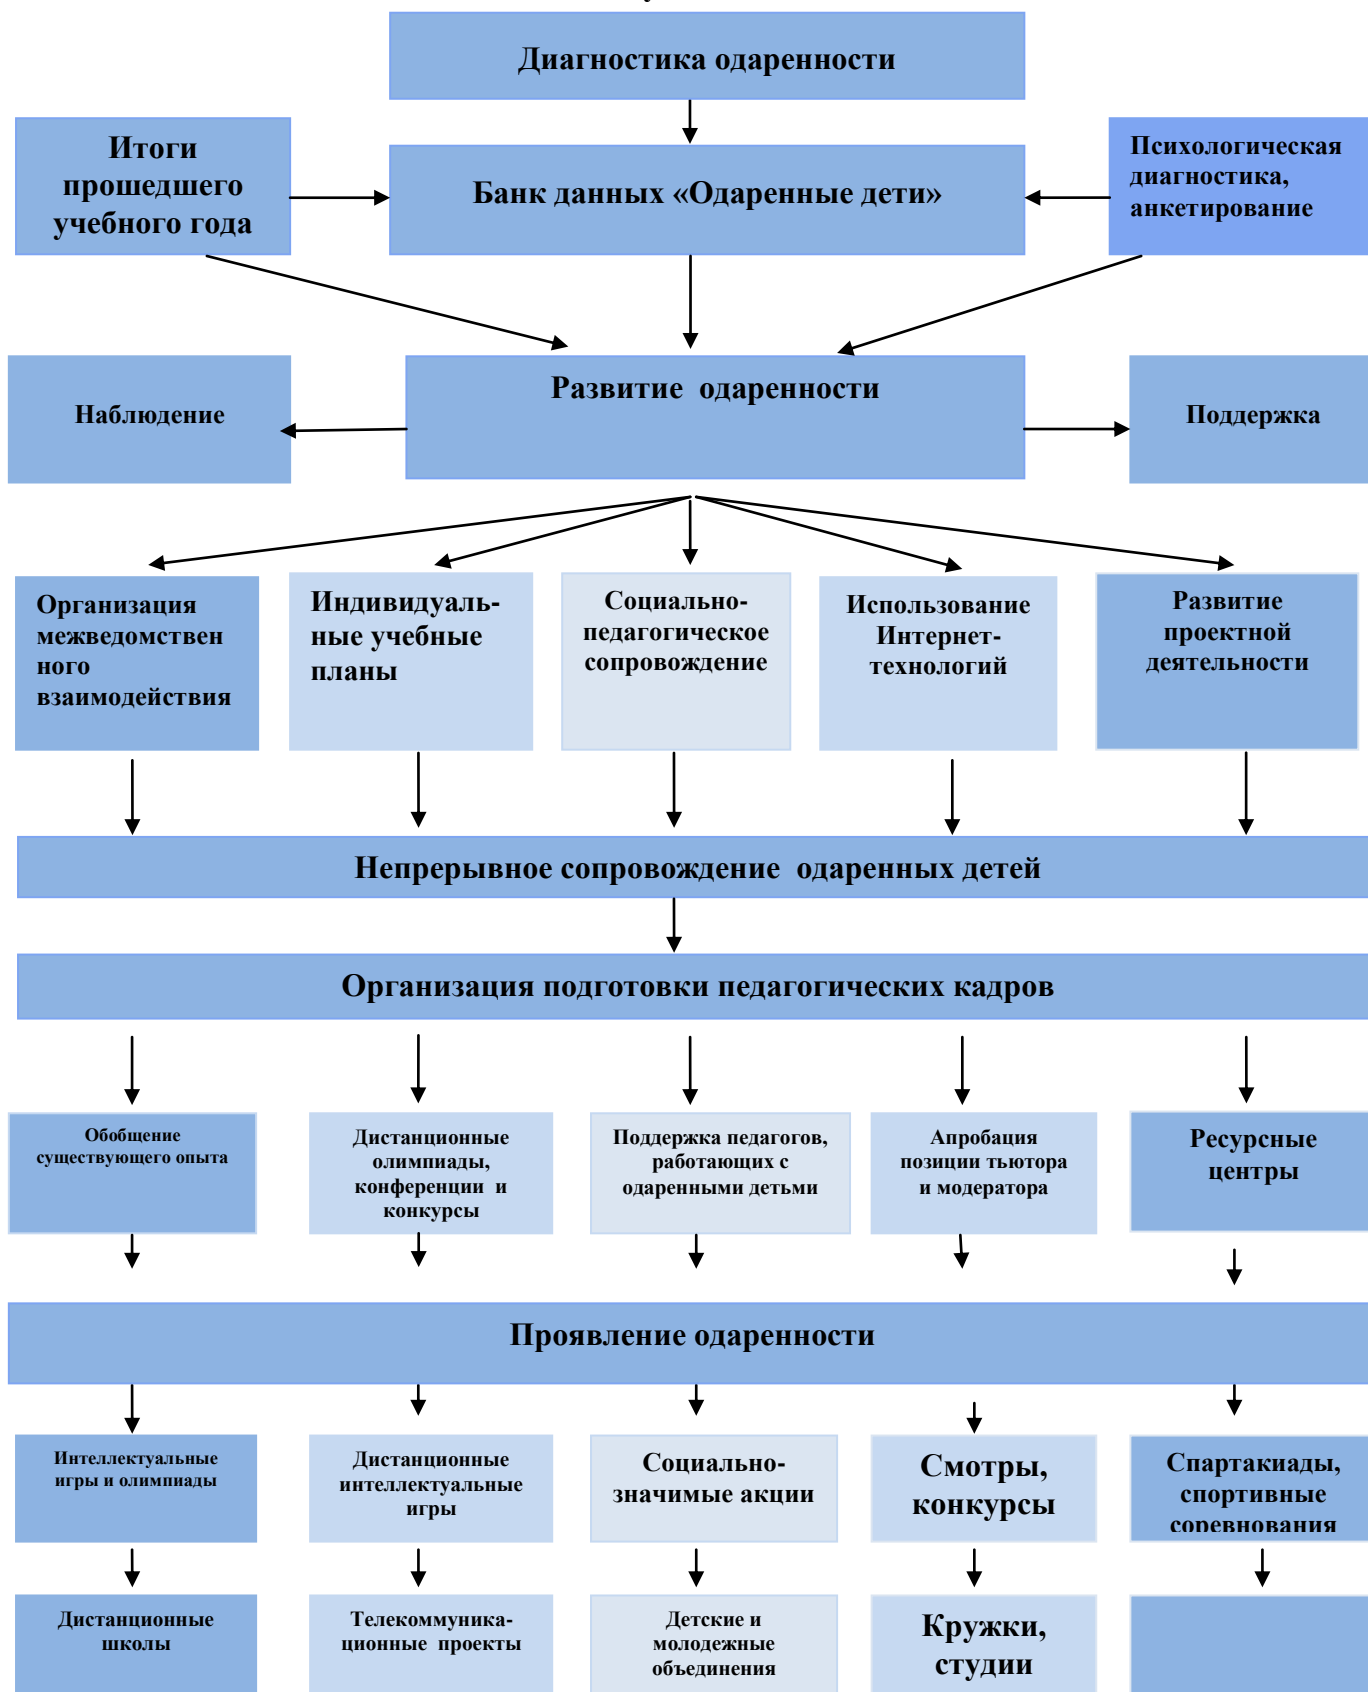 Диагностика одаренности
Итоги
прошедшего
учебного года
Банк данных «Одаренные дети»
Психологическая
диагностика,
анкетирование
Наблюдение
Развитие одаренности
Поддержка
Организация
межведомствен
ного
взаимодействия
Индивидуаль-
ные учебные
планы
Социально-
педагогическое
сопровождение
Использование
Интернет-
технологий
Развитие
проектной
деятельности
Непрерывное сопровождение одаренных детей
Организация подготовки педагогических кадров
Обобщение
существующего опыта
Дистанционные
олимпиады,
конференции и
конкурсы
Поддержка педагогов,
работающих с
одаренными детьми
Апробация
позиции тьютора
и модератора
Ресурсные
центры
Проявление одаренности
Интеллектуальные
игры и олимпиады
Дистанционные
интеллектуальные
игры
Социально-
значимые акции
Смотры,
конкурсы
Спартакиады,
спортивные
соревнования
Дистанционные
школы
Телекоммуника-
ционные проекты
Детские и
молодежные
объединения
Кружки,
студии